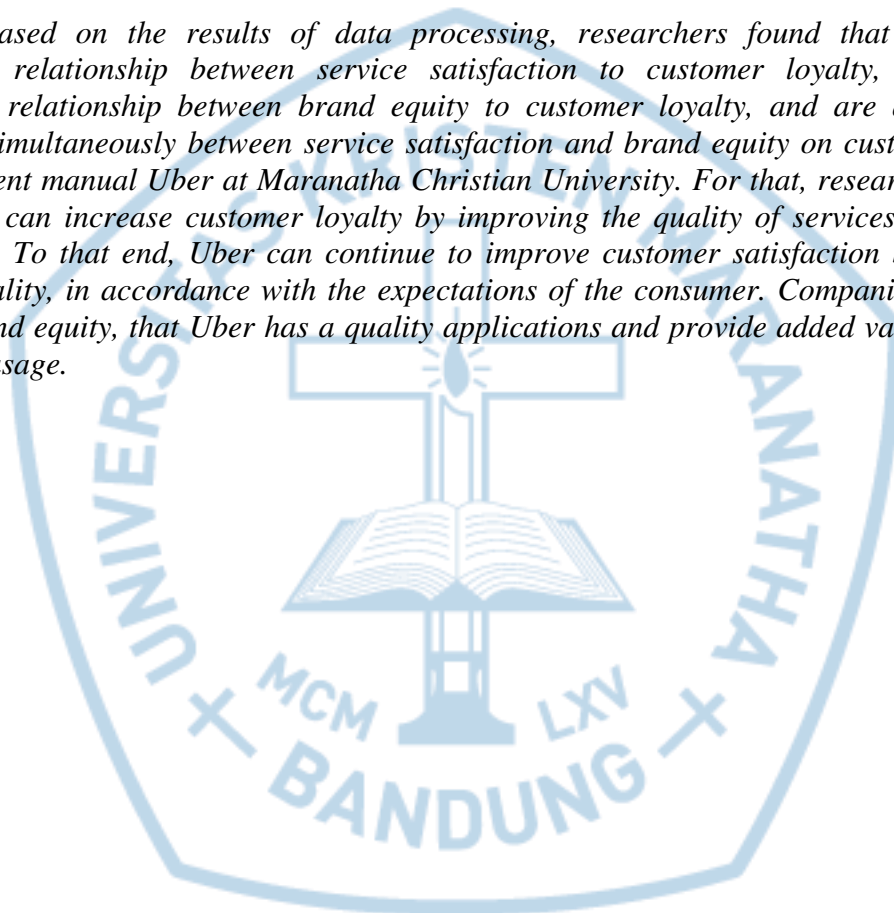 ased on the results of data processing, researchers found that
relationship between service satisfaction to customer loyalty,
relationship between brand equity to customer loyalty, and are
imultaneously between service satisfaction and brand equity on cust
ent manual Uber at Maranatha Christian University. For that, resear
can increase customer loyalty by improving the quality of services
To that end, Uber can continue to improve customer satisfaction
ality, in accordance with the expectations of the consumer. Compani
nd equity, that Uber has a quality applications and provide added va
usage.
UNIVERSITAS KRISTEN MARANATHA
MCM LXV
BANDUNG